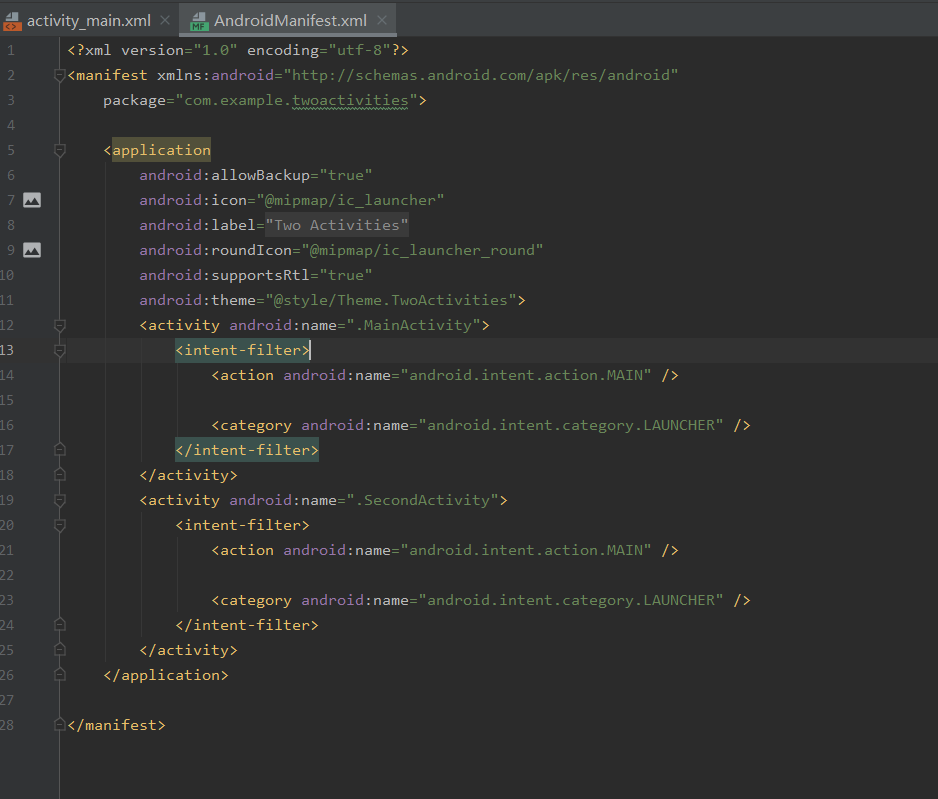 activity_main.xml AndroidManifest.xml
1 <?xml version="1.0" encoding="utf-8"?>
2 <manifest xmlns:android="http://schemas.android.com/apk/res/android"
3     package="com.example.twoactivities">
4
5     <application
6         android:allowBackup="true"
7         android:icon="@mipmap/ic_launcher"
8         android:label="Two Activities"
9         android:roundIcon="@mipmap/ic_launcher_round"
10         android:supportsRtl="true"
11         android:theme="@style/Theme.TwoActivities">
12         <activity android:name=".MainActivity">
13             <intent-filter>
14                 <action android:name="android.intent.action.MAIN" />
15
16                 <category android:name="android.intent.category.LAUNCHER" />
17             </intent-filter>
18         </activity>
19         <activity android:name=".SecondActivity">
20             <intent-filter>
21                 <action android:name="android.intent.action.MAIN" />
22
23                 <category android:name="android.intent.category.LAUNCHER" />
24             </intent-filter>
25         </activity>
26     </application>
27
28 </manifest>